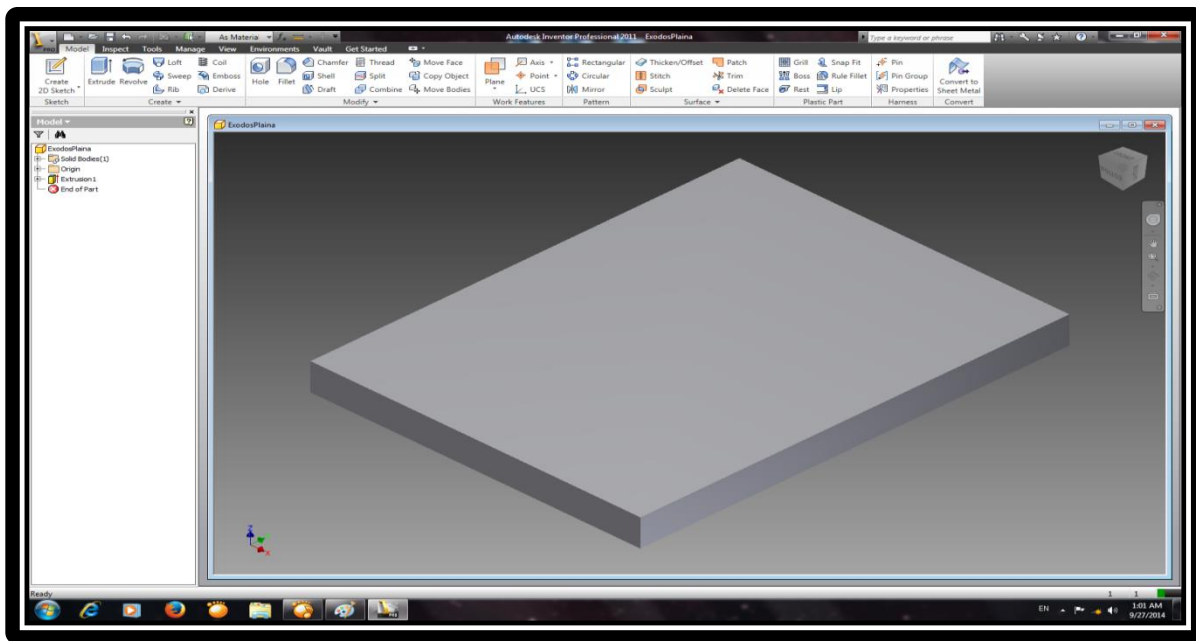 As Materia
Autodesk Inventor Professional 2011 ExodosPlaina
Type a keyword or phrase
PRO
Model Inspect Tools Manage View Environments Vault Get Started
Create
2D Sketch
Extrude
Revolve
Loft
Sweep
Rib
Coil
Emboss
Derive
Hole
Fillet
Chamfer
Shell
Draft
Thread
Split
Combine
Move Face
Copy Object
Move Bodies
Plane
Axis
Point
UCS
Rectangular
Circular
Mirror
Thicken/Offset
Stitch
Sculpt
Patch
Trim
Delete Face
Grill
Boss
Rest
Snap Fit
Rule Fillet
Lip
Pin
Pin Group
Properties
Convert to
Sheet Metal
Sketch
Create
Modify
Work Features
Pattern
Surface
Plastic Part
Harness
Convert
Model
ExodosPlaina
Solid Bodies(1)
Origin
Extrusion1
End of Part
ExodosPlaina
Z
X
Ready
1 1
EN
1:01 AM
9/27/2014